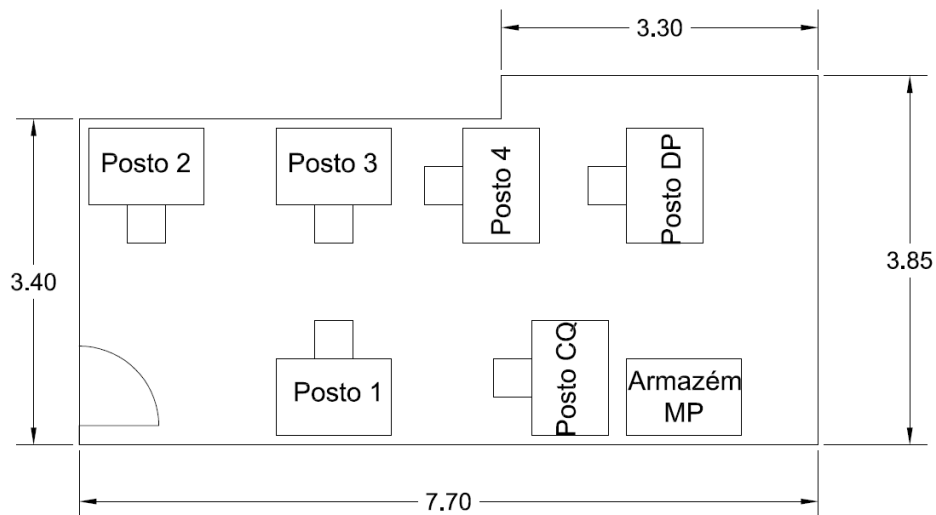 3.30
Posto 2
Posto 3
Posto 4
Posto DP
3.40
3.85
Posto 1
Posto CQ
Armazém
MP
7.70